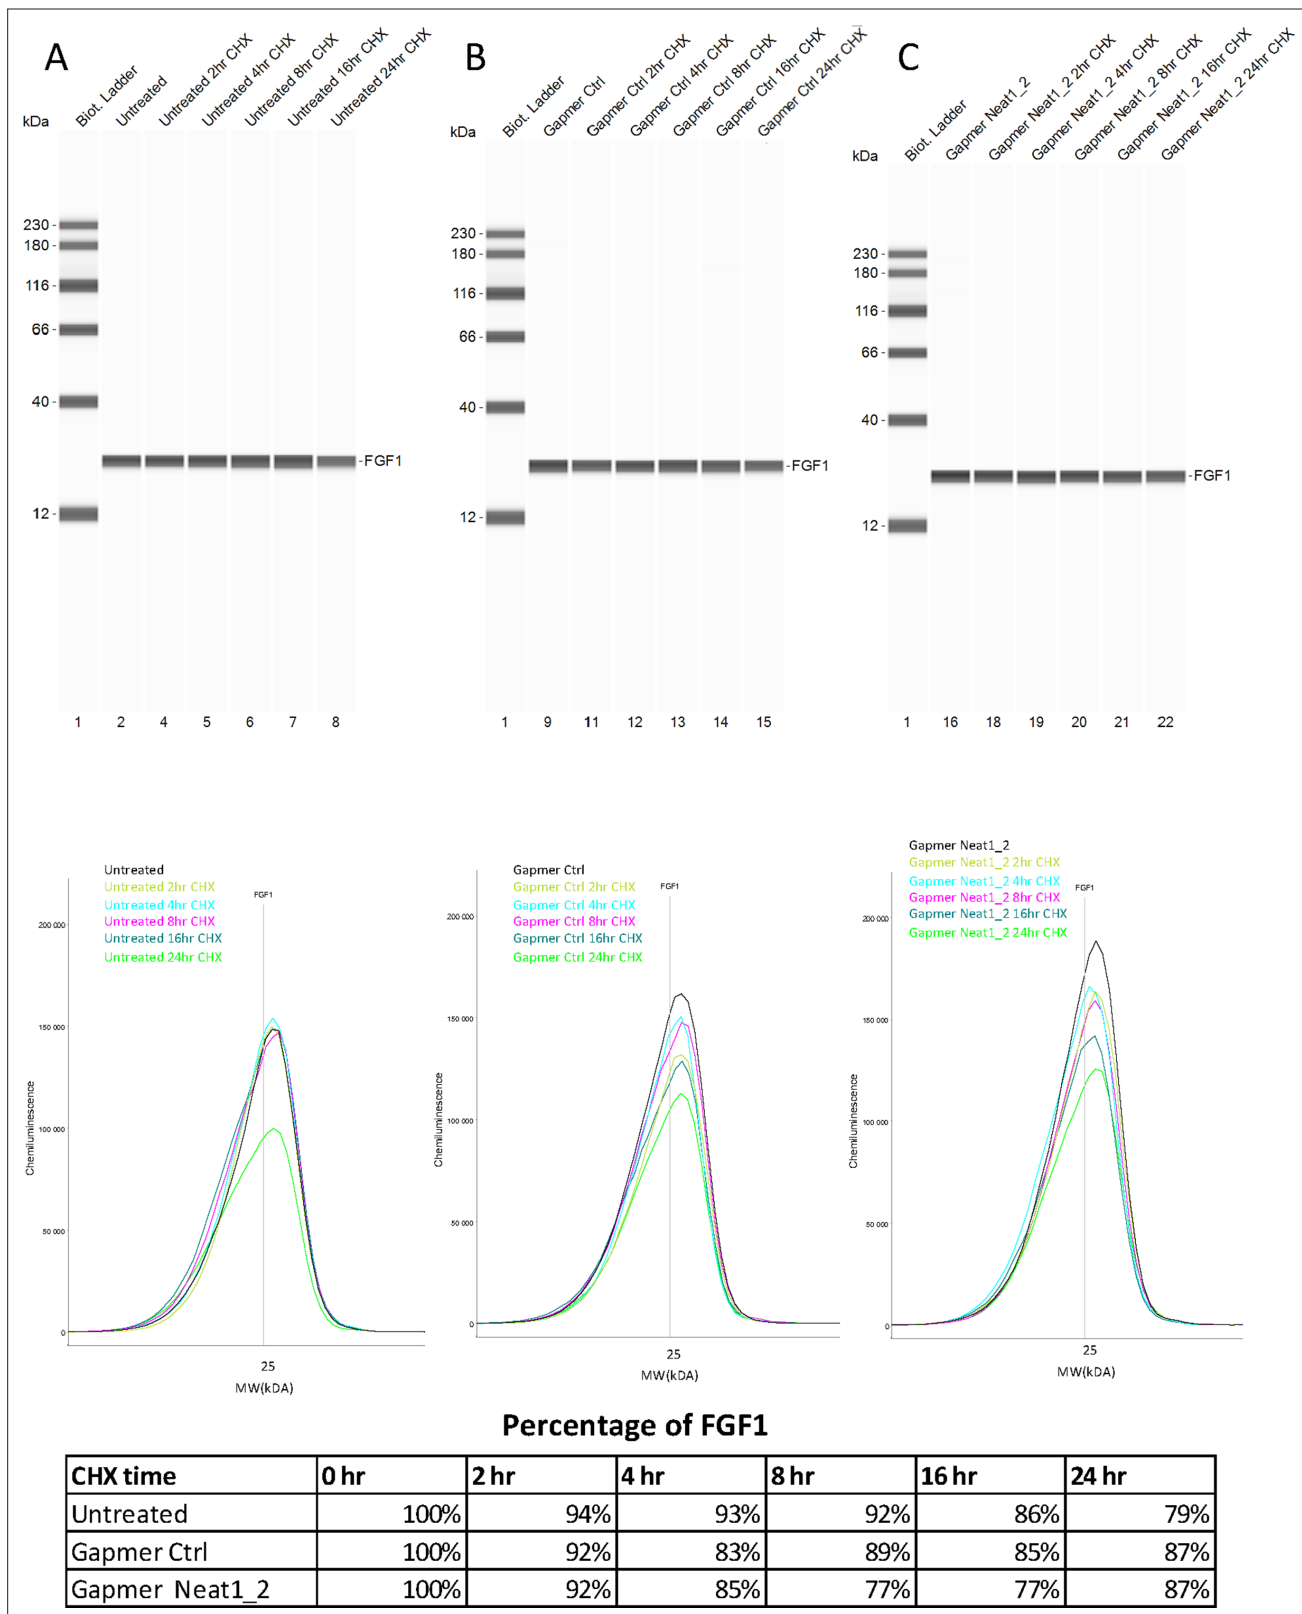 A
kDa
Biot. Ladder
Untreated
Untreated 2hr CHX
Untreated 4hr CHX
Untreated 8hr CHX
Untreated 16hr CHX
Untreated 24hr CHX
230 -
180 -
116 -
66 -
40 -
12 -
-FGF1
1 2 4 5 6 7 8
B
kDa
Biot. Ladder
Gapmer Ctrl
Gapmer Ctrl 2hr CHX
Gapmer Ctrl 4hr CHX
Gapmer Ctrl 8hr CHX
Gapmer Ctrl 16hr CHX
Gapmer Ctrl 24hr CHX
230 -
180 -
116 -
66 -
40 -
12 -
-FGF1
1 9 11 12 13 14 15
C
kDa
Biot. Ladder
Gapmer Neat1_2
Gapmer Neat1_2 2hr CHX
Gapmer Neat1_2 4hr CHX
Gapmer Neat1_2 8hr CHX
Gapmer Neat1_2 16hr CHX
Gapmer Neat1_2 24hr CHX
230 -
180 -
116 -
66 -
40 -
12 -
-FGF1
1 16 18 19 20 21 22
Untreated
Untreated 2hr CHX
Untreated 4hr CHX
Untreated 8hr CHX
Untreated 16hr CHX
Untreated 24hr CHX
FGF1
200 000
150 000
100 000
50 000
0
Chemiluminescence
25
MW(kDA)
Gapmer Ctrl
Gapmer Ctrl 2hr CHX
Gapmer Ctrl 4hr CHX
Gapmer Ctrl 8hr CHX
Gapmer Ctrl 16hr CHX
Gapmer Ctrl 24hr CHX
FGF1
200 000
150 000
100 000
50 000
0
Chemiluminescence
25
MW(kDA)
Gapmer Neat1_2
Gapmer Neat1_2 2hr CHX
Gapmer Neat1_2 4hr CHX
Gapmer Neat1_2 8hr CHX
Gapmer Neat1_2 16hr CHX
Gapmer Neat1_2 24hr CHX
FGF1
200 000
150 000
100 000
50 000
0
Chemiluminescence
25
MW(kDA)
Percentage of FGF1
CHX time 0 hr 2 hr 4 hr 8 hr 16 hr 24 hr
Untreated 100% 94% 93% 92% 86% 79%
Gapmer Ctrl 100% 92% 83% 89% 85% 87%
Gapmer Neat1_2 100% 92% 85% 77% 77% 87%